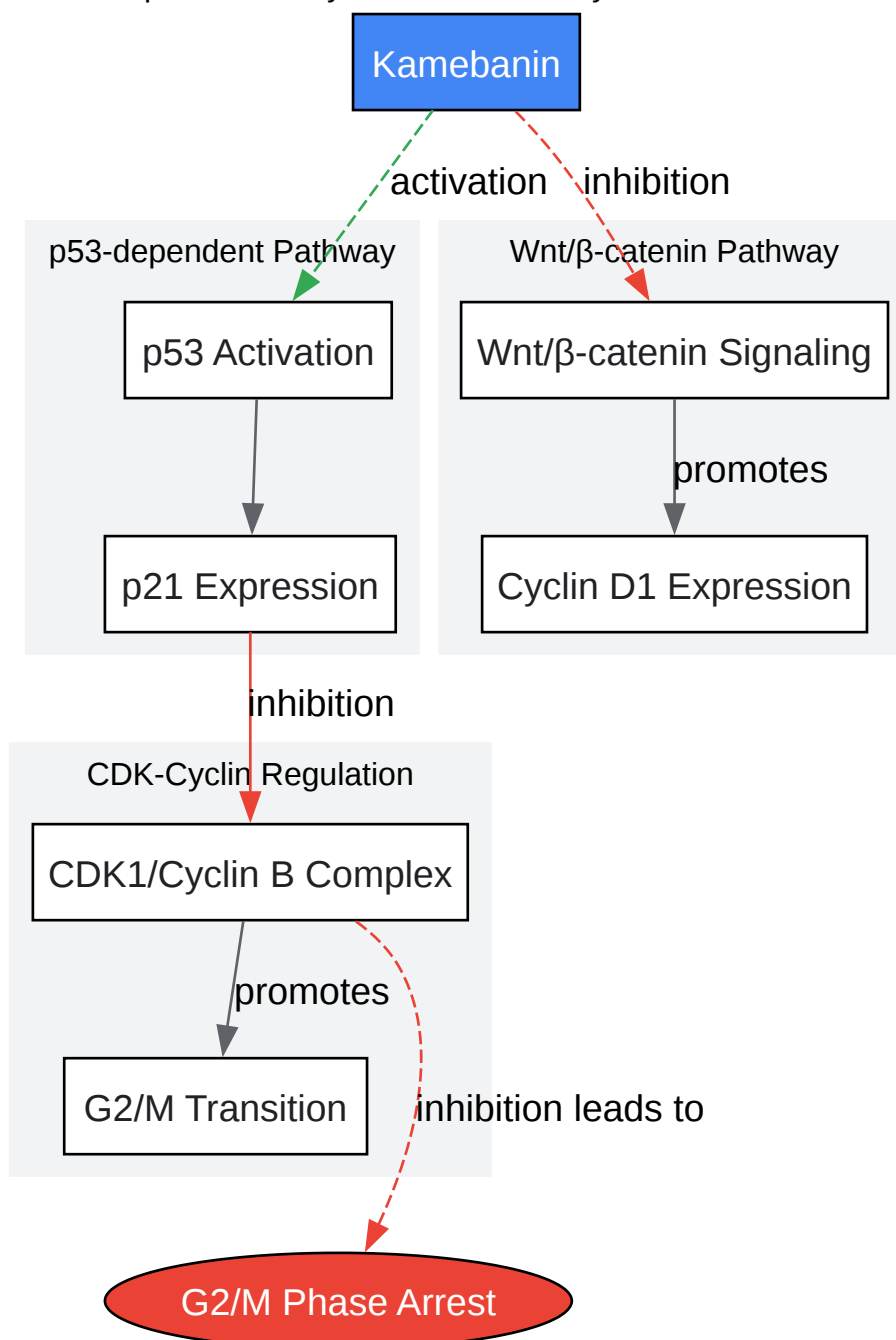 Kamebanin
activation
inhibition
p53-dependent Pathway
Wnt/β-catenin Pathway
p53 Activation
Wnt/β-catenin Signaling
promotes
p21 Expression
Cyclin D1 Expression
inhibition
CDK-Cyclin Regulation
CDK1/Cyclin B Complex
promotes
G2/M Transition
inhibition leads to
G2/M Phase Arrest